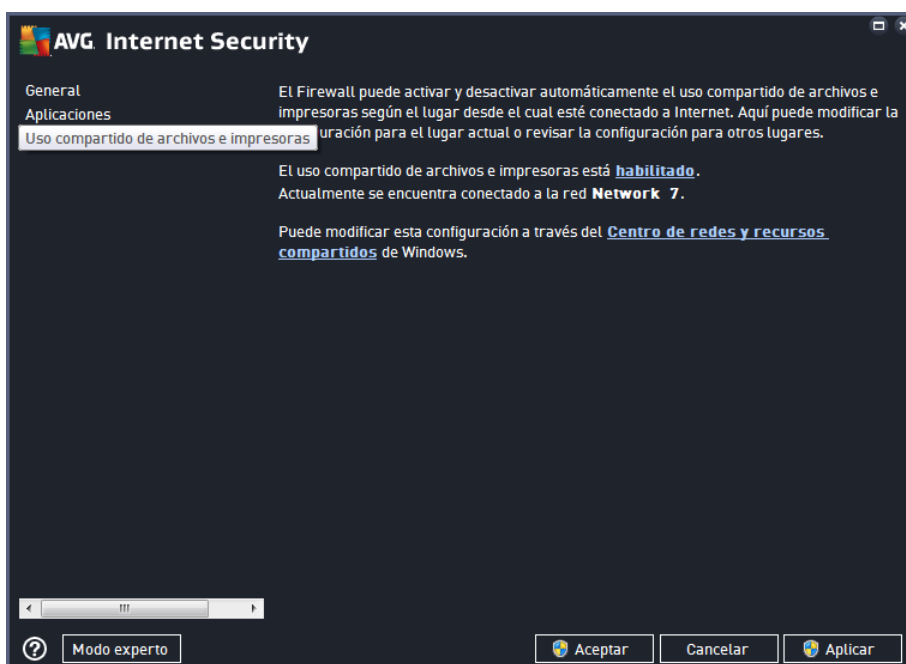 AVG. Internet Security
General
Aplicaciones
Uso compartido de archivos e impresoras
El Firewall puede activar y desactivar automáticamente el uso compartido de archivos e
impresoras según el lugar desde el cual esté conectado a Internet. Aquí puede modificar la
uración para el lugar actual o revisar la configuración para otros lugares.
El uso compartido de archivos e impresoras está habilitado.
Actualmente se encuentra conectado a la red Network 7.
Puede modificar esta configuración a través del Centro de redes y recursos
compartidos de Windows.
? Modo experto
Aceptar
Cancelar
Aplicar